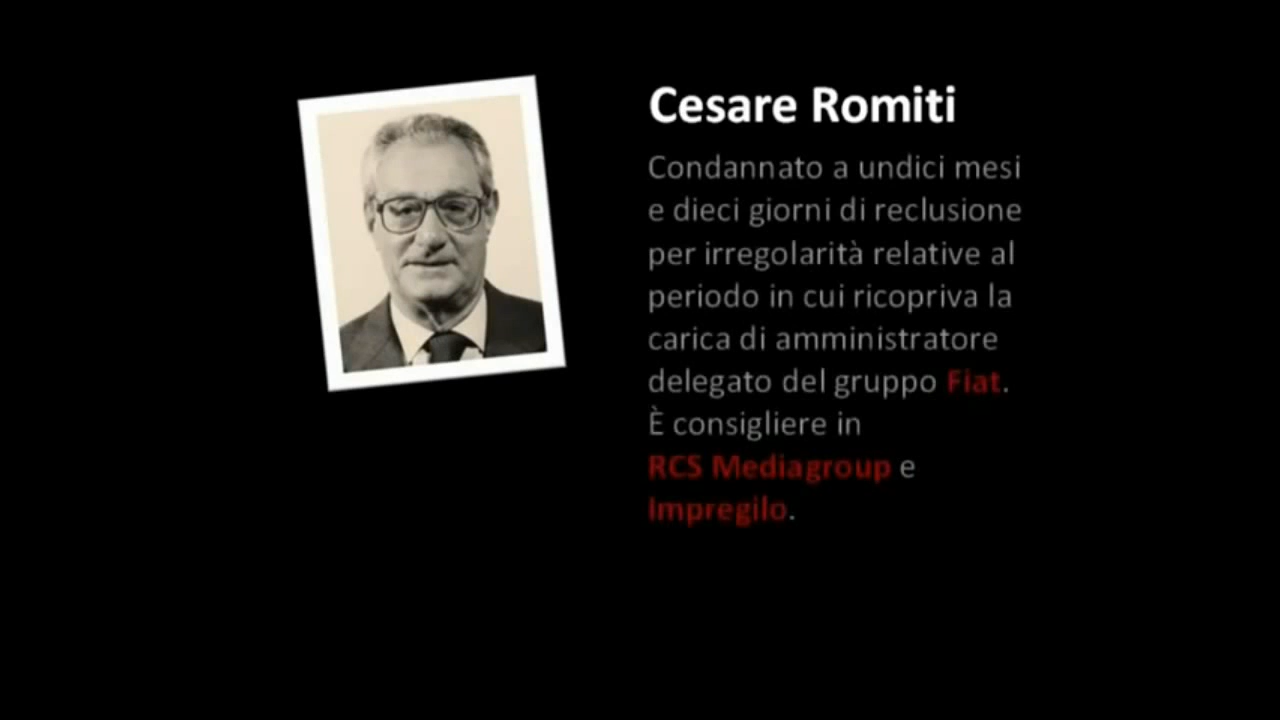 Cesare Romiti
Condannato a undici mesi
e dieci giorni di reclusione
per irregolarità relative al
periodo in cui ricopriva la
carica di amministratore
delegato del gruppo Fiat.
È consigliere in
RCS Mediagroup e
Impregilo.